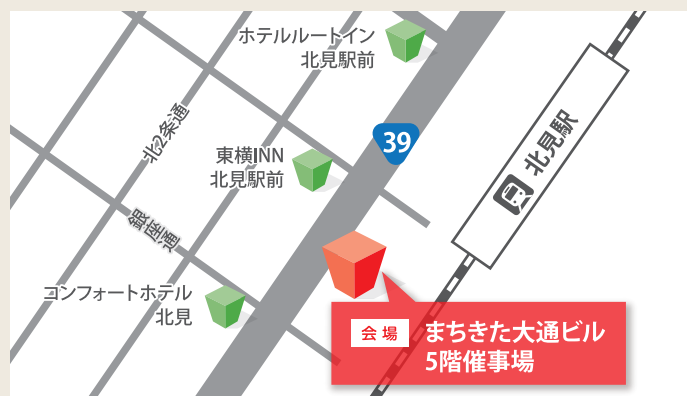 ホテルルートイン
北見駅前
北2条通
39
北見駅
東横INN
北見駅前
銀座通
コンフォートホテル
北見
会場 まちきた大通ビル
5階催事場